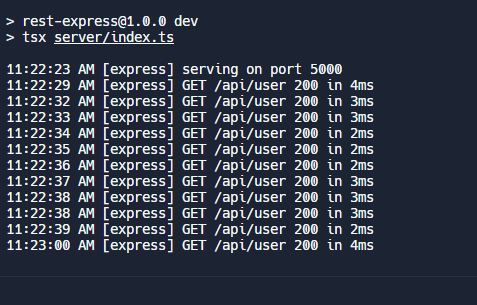 > rest-express@1.0.0 dev
> tsx server/index.ts
11:22:23 AM [express] serving on port 5000
11:22:29 AM [express] GET /api/user 200 in 4ms
11:22:32 AM [express] GET /api/user 200 in 3ms
11:22:33 AM [express] GET /api/user 200 in 3ms
11:22:34 AM [express] GET /api/user 200 in 2ms
11:22:35 AM [express] GET /api/user 200 in 2ms
11:22:36 AM [express] GET /api/user 200 in 2ms
11:22:37 AM [express] GET /api/user 200 in 3ms
11:22:38 AM [express] GET /api/user 200 in 3ms
11:22:38 AM [express] GET /api/user 200 in 3ms
11:22:39 AM [express] GET /api/user 200 in 2ms
11:23:00 AM [express] GET /api/user 200 in 4ms